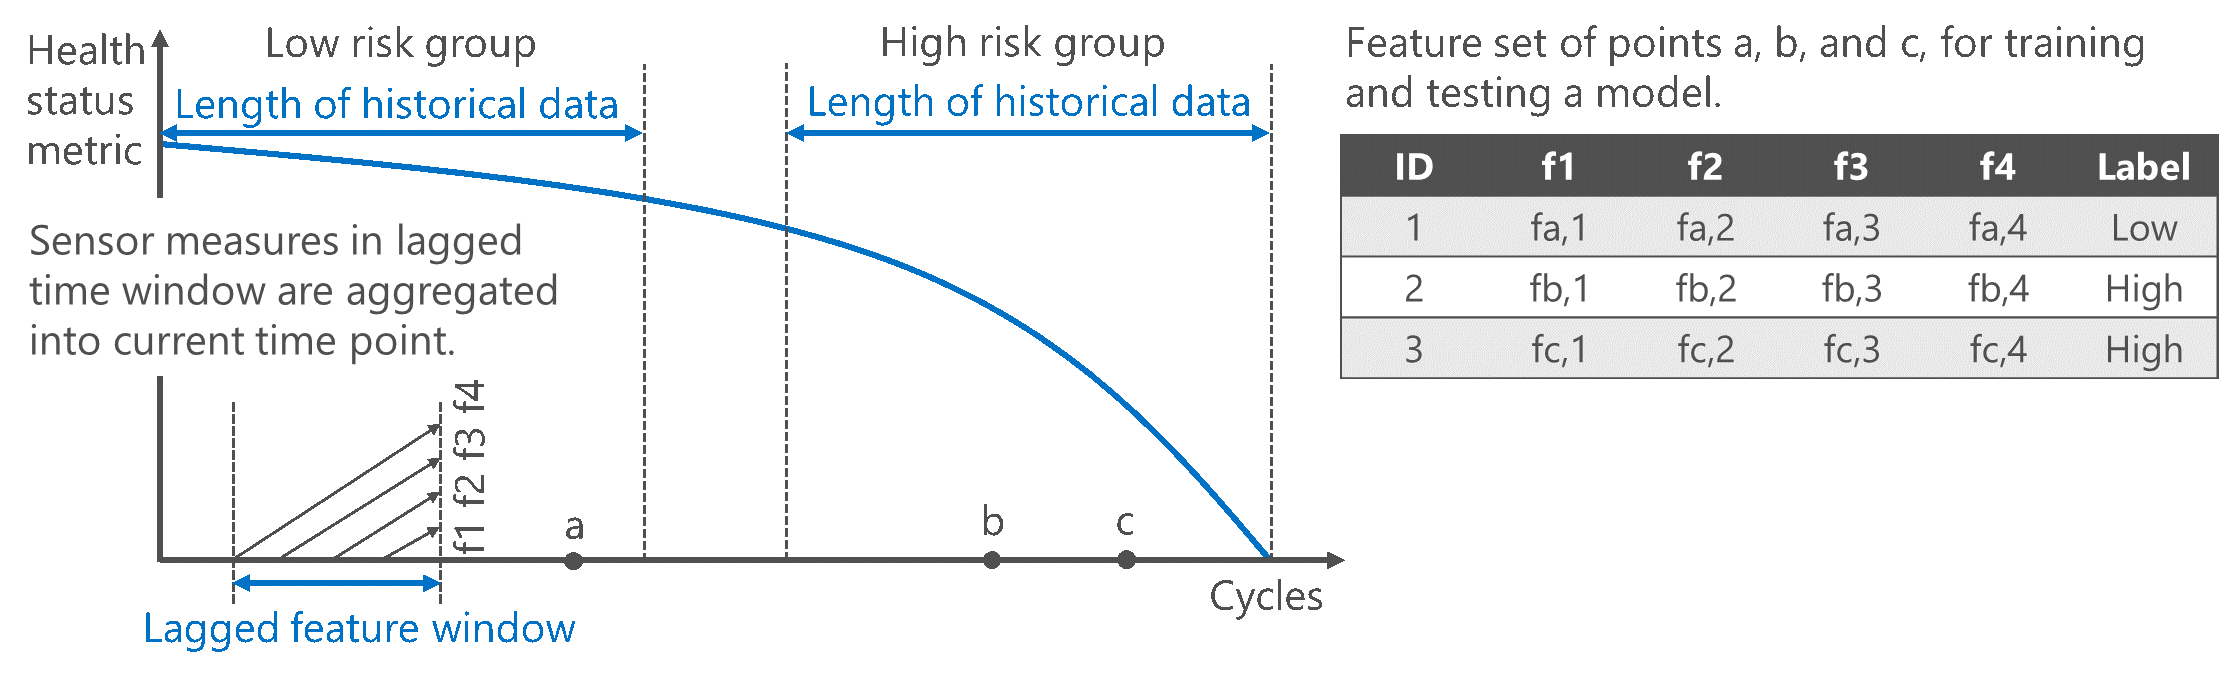 Health
status
metric
Low risk group
Length of historical data
High risk group
Length of historical data
Sensor measures in lagged
time window are aggregated
into current time point.
f1 f2 f3 f4
a
b
c
Cycles
Lagged feature window
Feature set of points a, b, and c, for training
and testing a model.
ID f1 f2 f3 f4 Label
1 fa,1 fa,2 fa,3 fa,4 Low
2 fb,1 fb,2 fb,3 fb,4 High
3 fc,1 fc,2 fc,3 fc,4 High